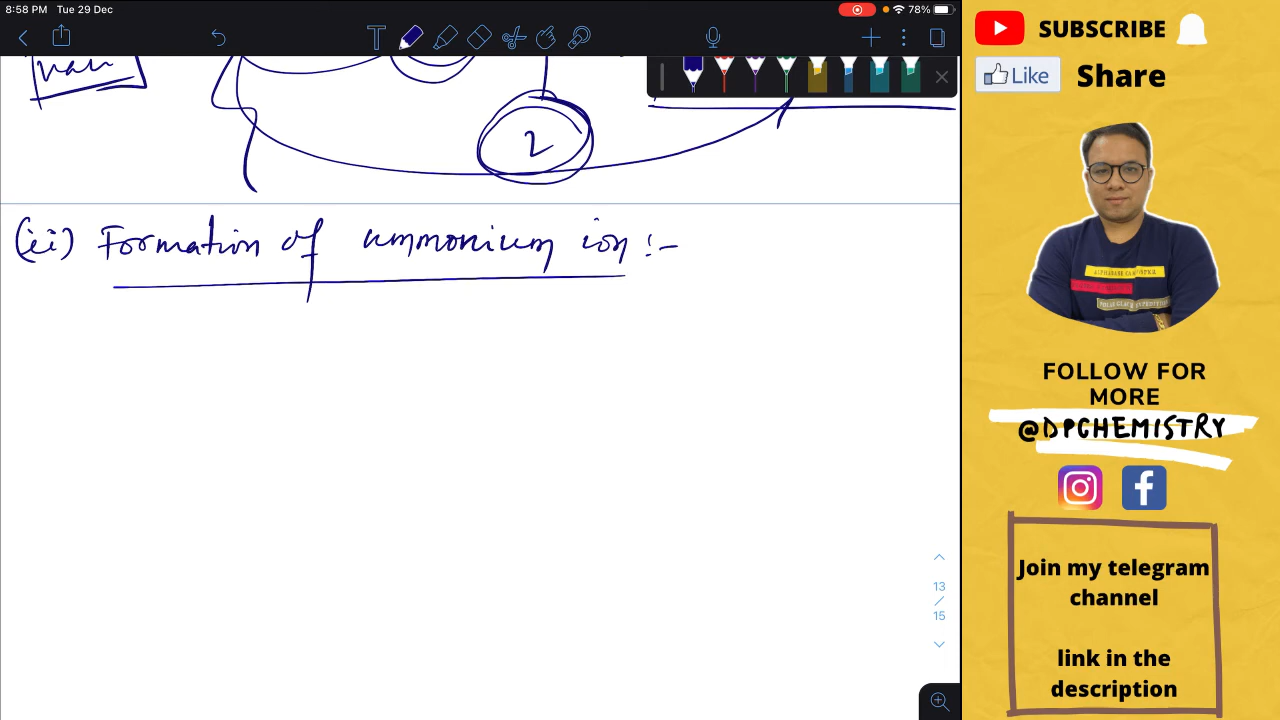 8:58 PM Tue 29 Dec
78%
2
(ii) Formation of ammonium ion :-
13
/
15
SUBSCRIBE
Like Share
FOLLOW FOR
MORE
@DPCHEMISTRY
Join my telegram
channel
link in the
description